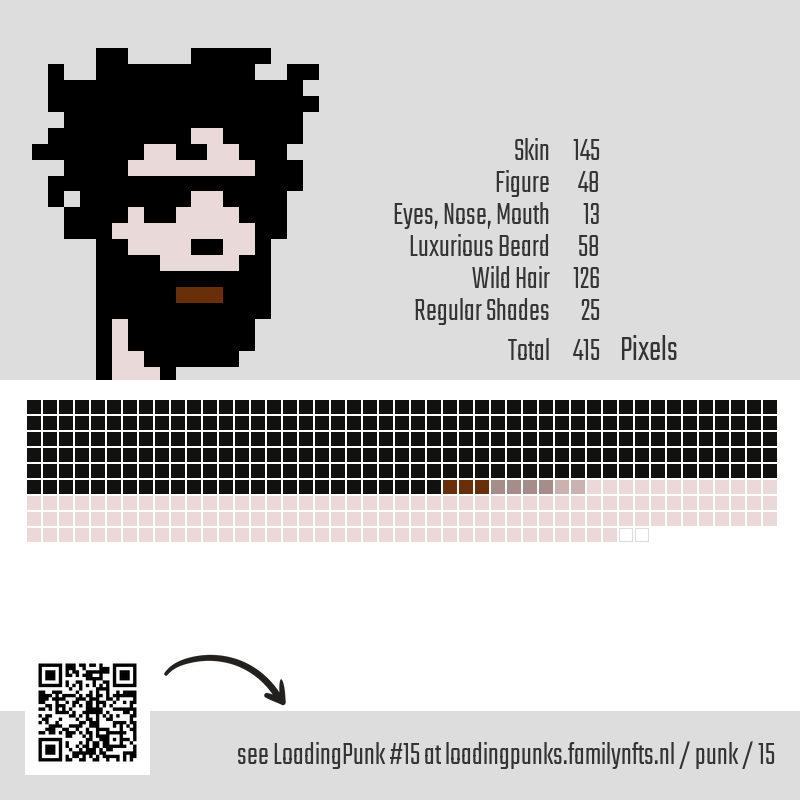 Skin 145
Figure 48
Eyes, Nose, Mouth 13
Luxurious Beard 58
Wild Hair 126
Regular Shades 25
Total 415 Pixels
see LoadingPunk #15 at loadingpunks.familynfts.nl / punk / 15